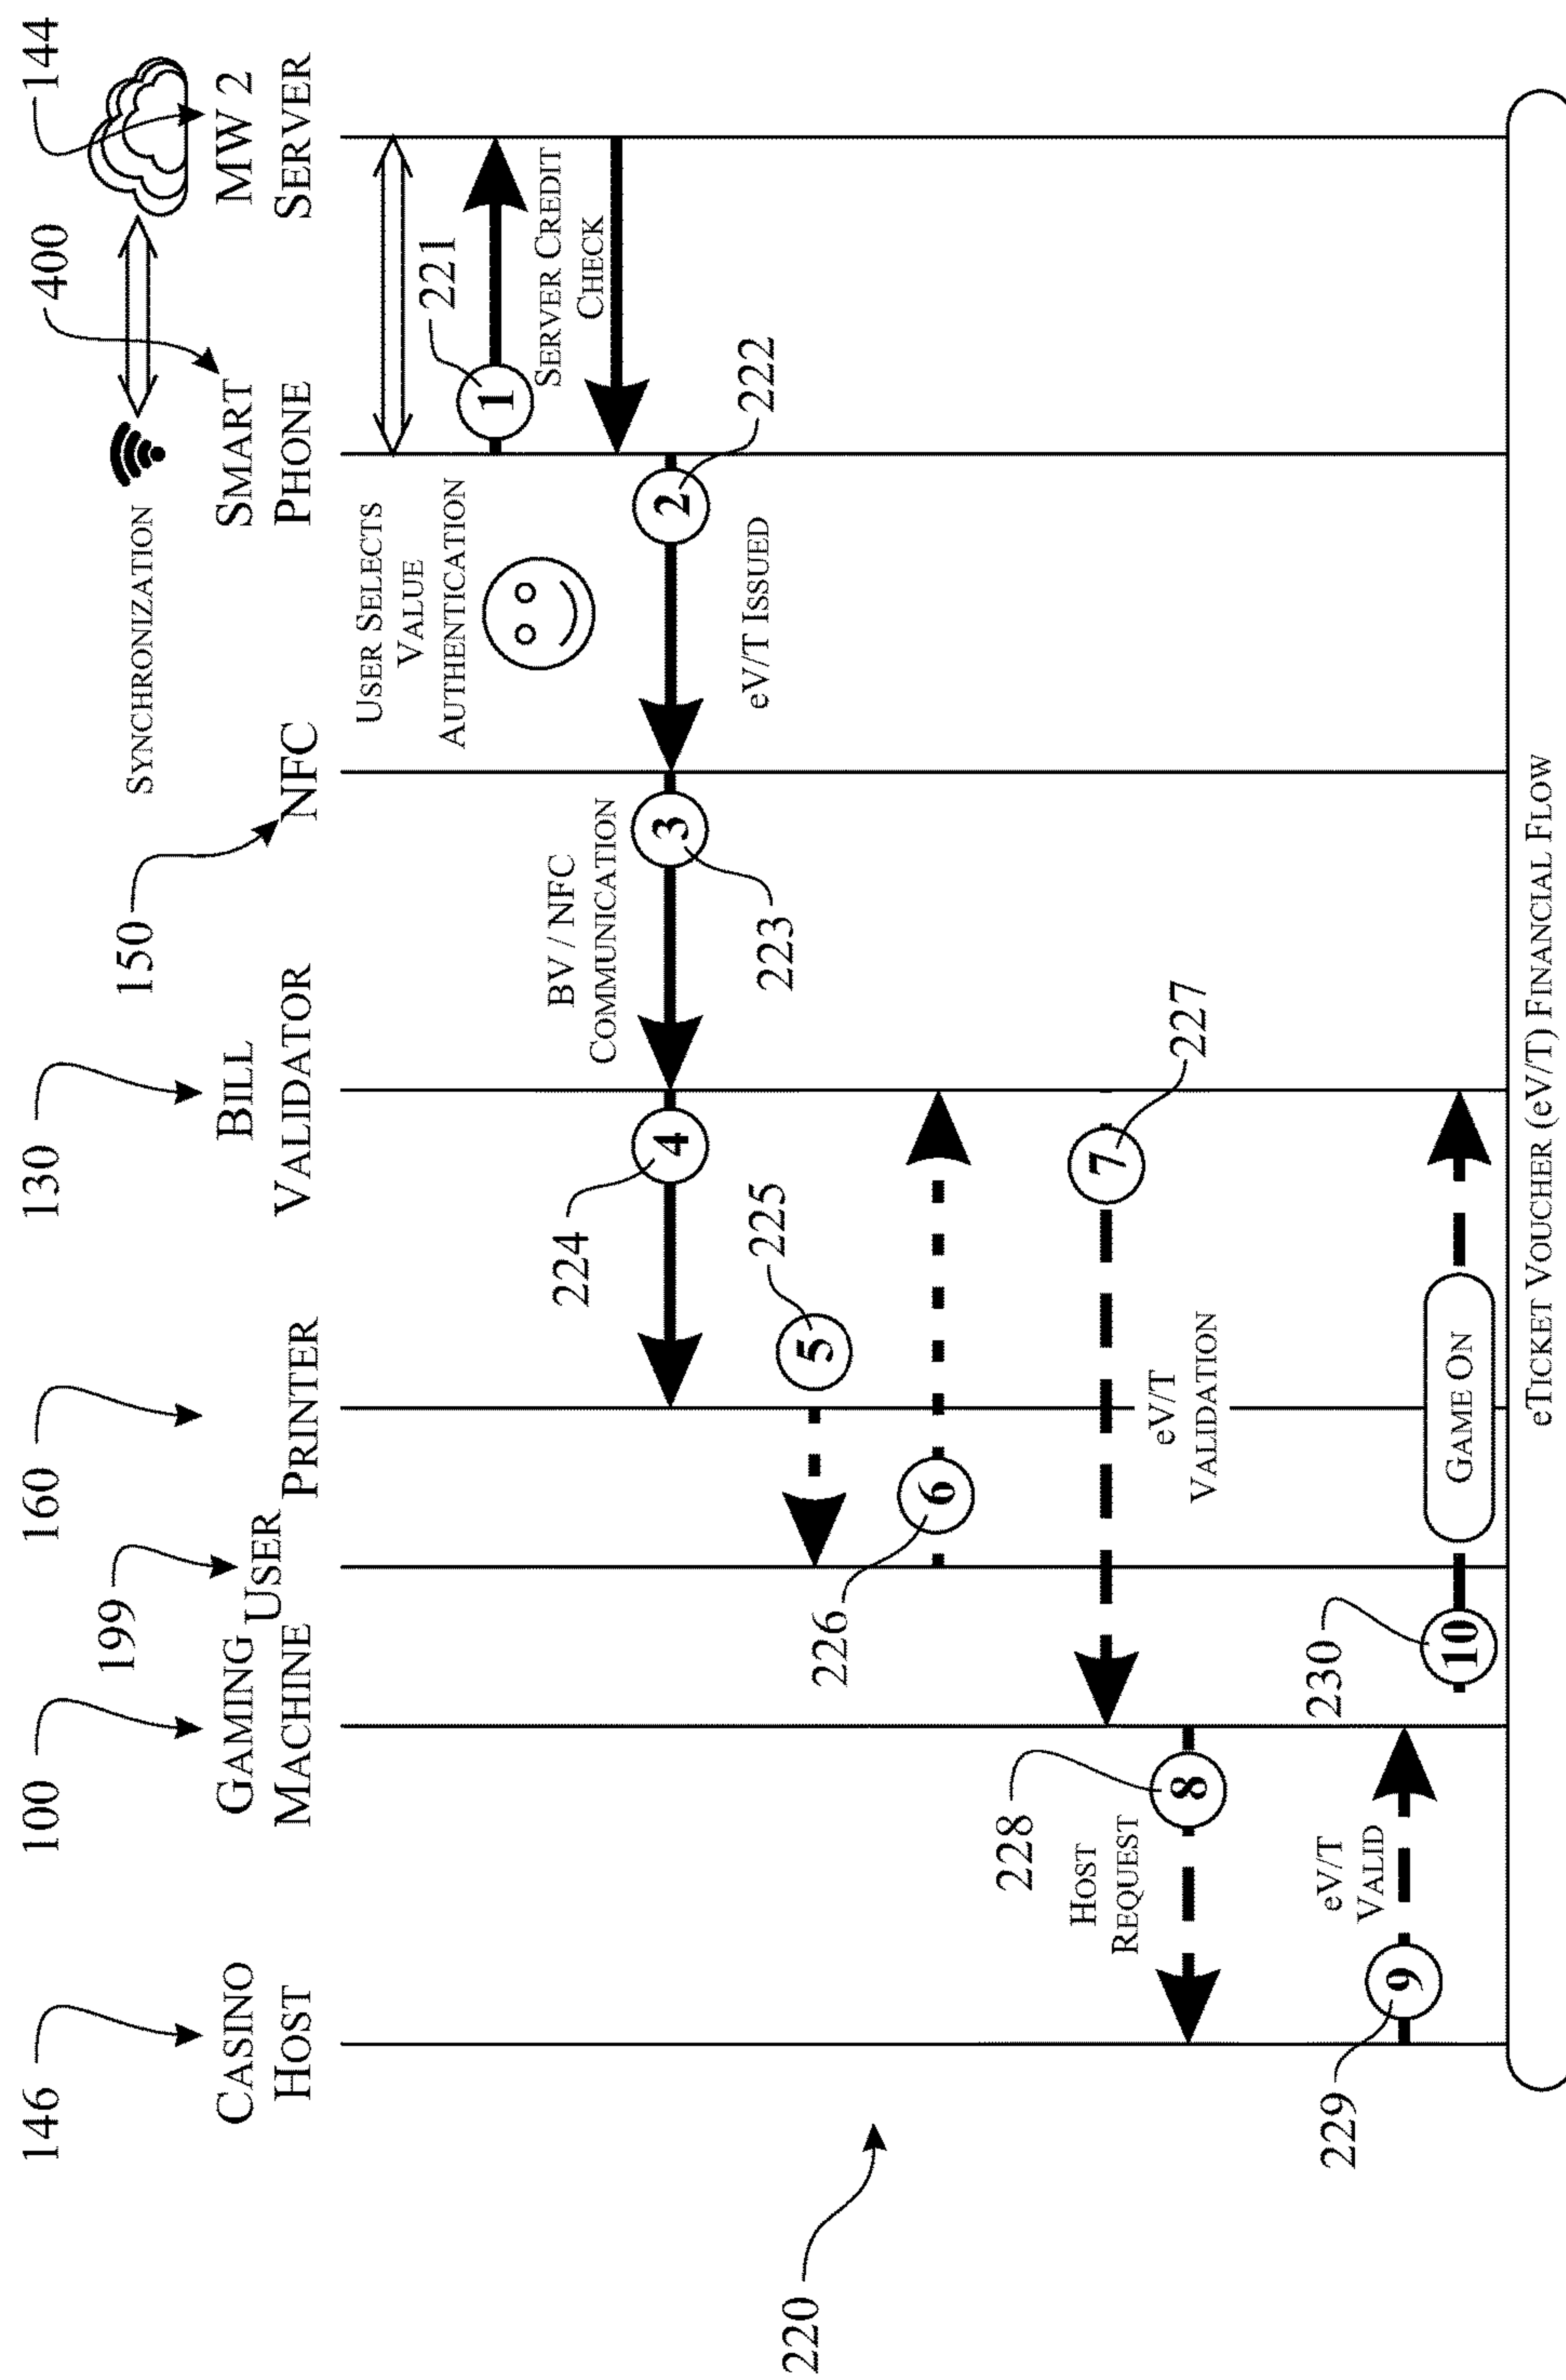 146
100
199
160
130
150
400
144
CASINO
HOST
GAMING
MACHINE
USER
PRINTER
BILL
VALIDATOR
NFC
SYNCHRONIZATION
SMART
PHONE
MW 2
SERVER
USER SELECTS
VALUE
AUTHENTICATION
1
221
SERVER CREDIT
CHECK
2
222
eV/T ISSUED
BV / NFC
COMMUNICATION
3
223
4
224
5
225
6
226
7
227
eV/T
VALIDATION
8
228
HOST
REQUEST
9
229
eV/T
VALID
10
230
GAME ON
220
eTICKET VOUCHER (eV/T) FINANCIAL FLOW